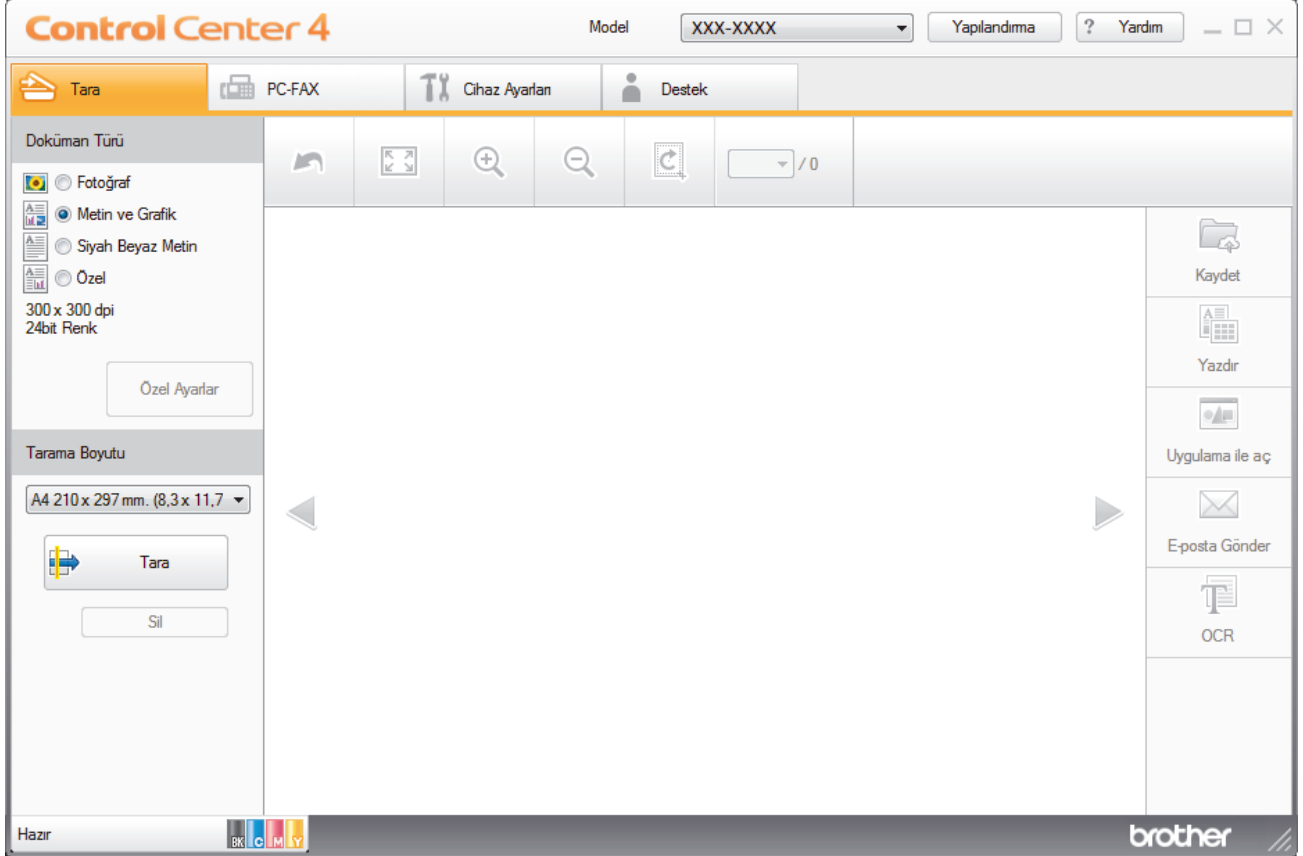 Control Center 4
Model
XXX-XXXX
Yapılandırma
? Yardım
Tara
PC-FAX
Cihaz Ayarları
Destek
Doküman Türü
Fotoğraf
Metin ve Grafik
Siyah Beyaz Metin
Özel
300 x 300 dpi
24bit Renk
Özel Ayarlar
Tarama Boyutu
A4 210 x 297 mm. (8,3 x 11,7
Tara
Sil
/ 0
Kaydet
Yazdır
Uygulama ile aç
E-posta Gönder
OCR
Hazır
BK C M Y
brother